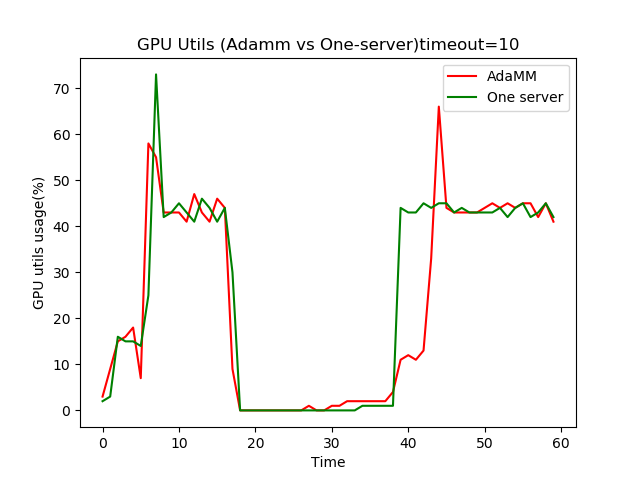 GPU Utils (Adamm vs One-server)timeout=10
AdaMM
One server
GPU utils usage(%)
70
60
50
40
30
20
10
0
0 10 20 30 40 50 60
Time